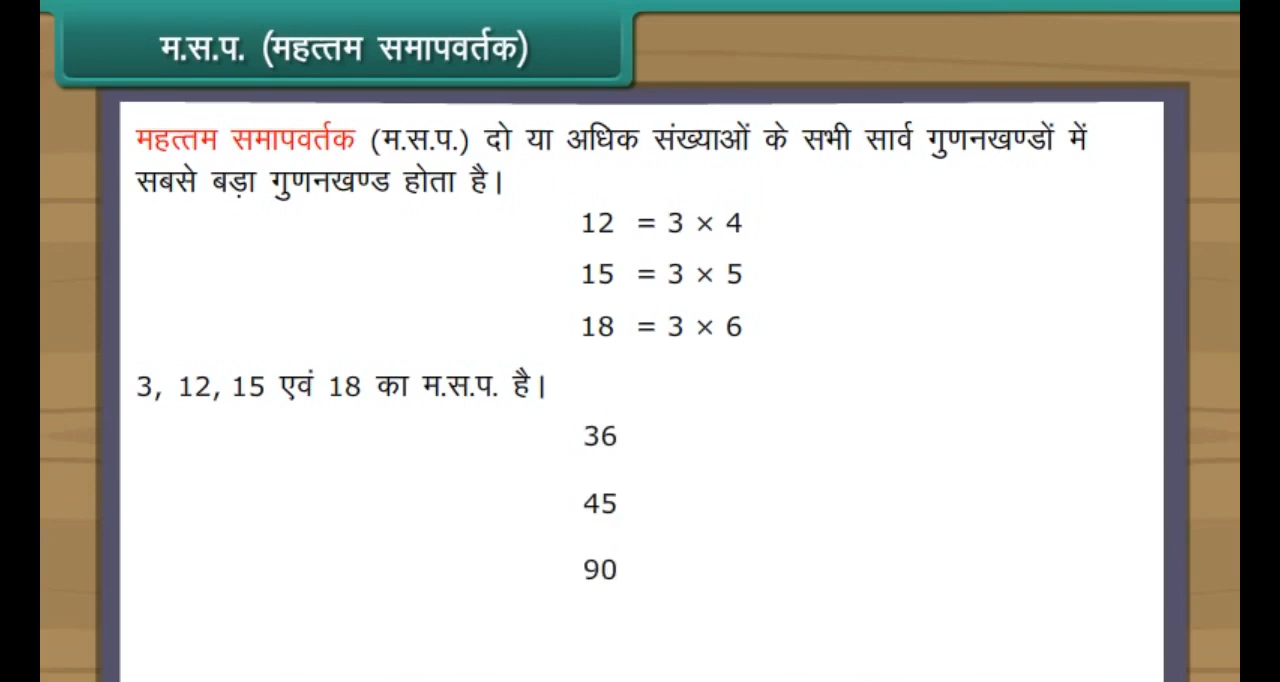 म.स.प. (महत्तम समापवर्तक)
महत्तम समापवर्तक (म.स.प.) दो या अधिक संख्याओं के सभी सार्व गुणनखण्डों में
सबसे बड़ा गुणनखण्ड होता है।
12 = 3 × 4
15 = 3 × 5
18 = 3 × 6
3, 12, 15 एवं 18 का म.स.प. है।
36
45
90